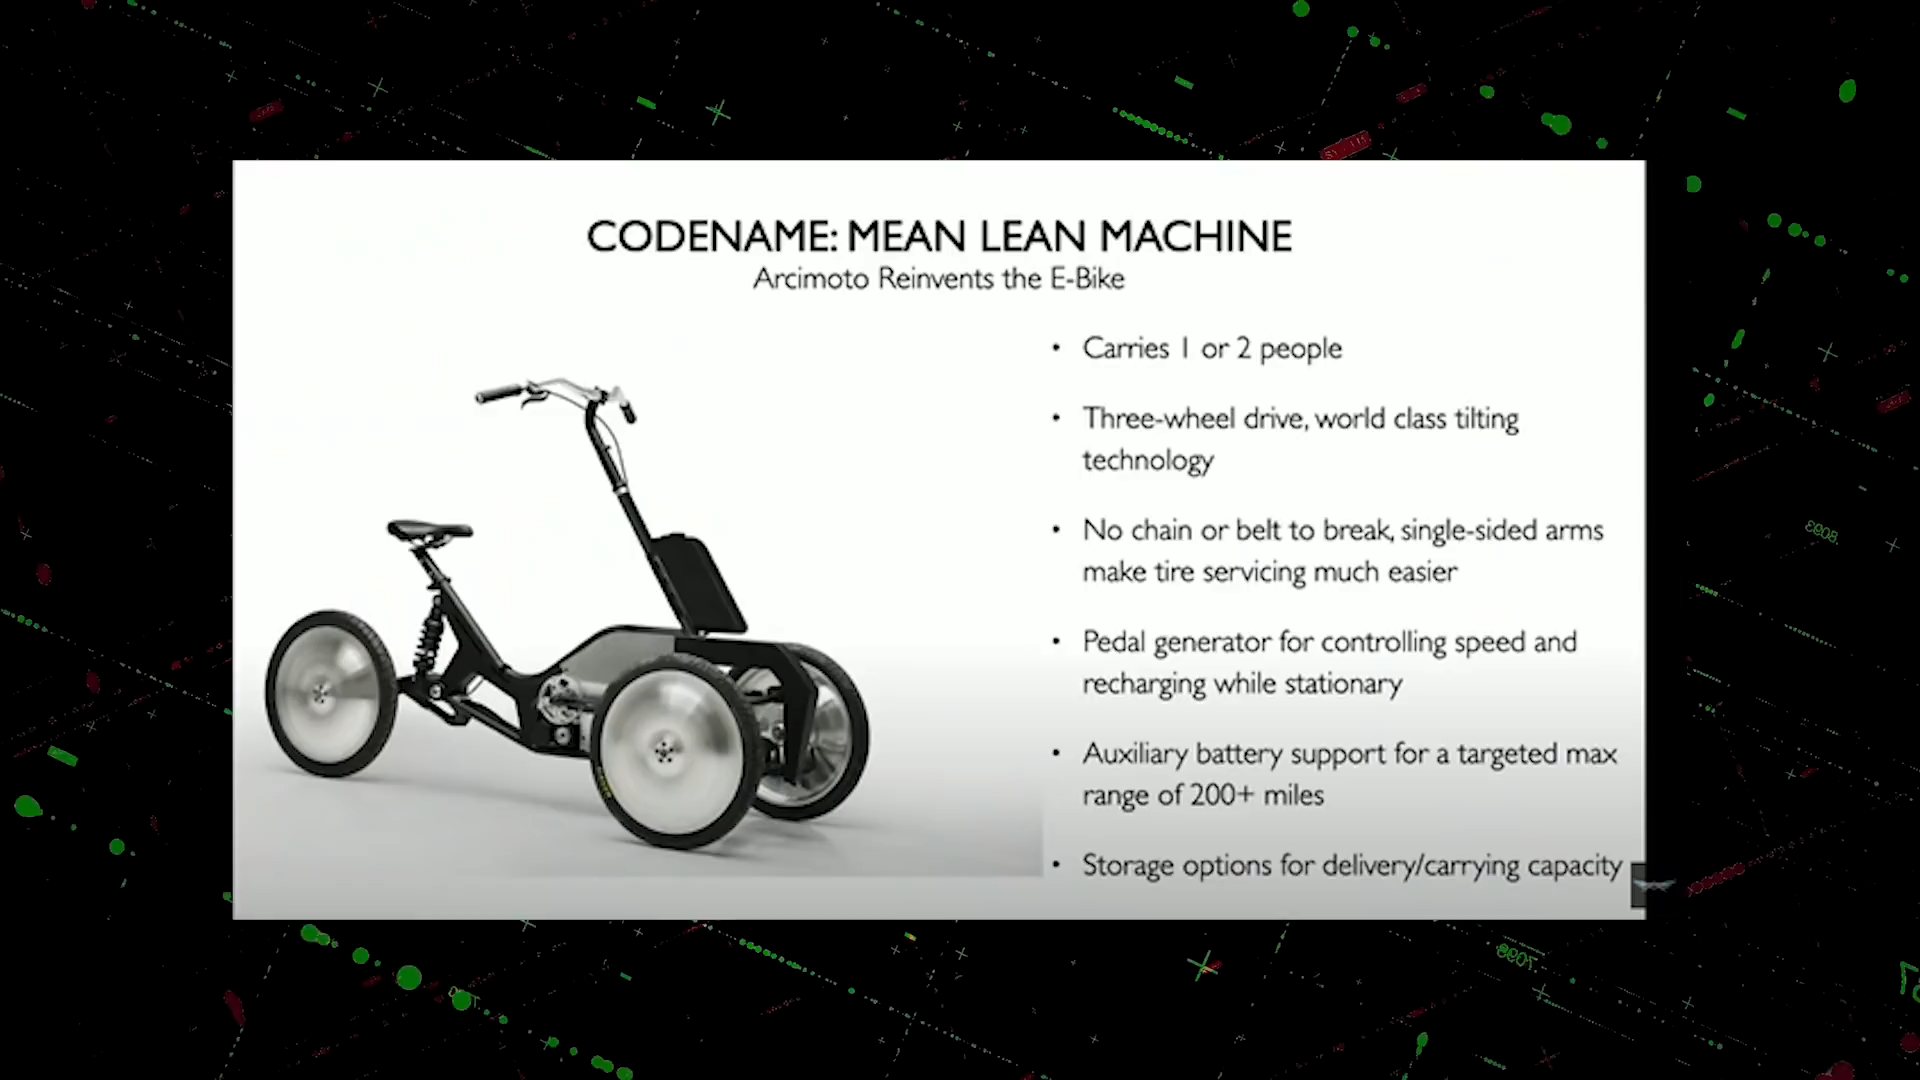 CODENAME: MEAN LEAN MACHINE
Arcimoto Reinvents the E-Bike
• Carries 1 or 2 people
• Three-wheel drive, world class tilting
technology
• No chain or belt to break, single-sided arms
make tire servicing much easier
• Pedal generator for controlling speed and
recharging while stationary
• Auxiliary battery support for a targeted max
range of 200+ miles
• Storage options for delivery/carrying capacity